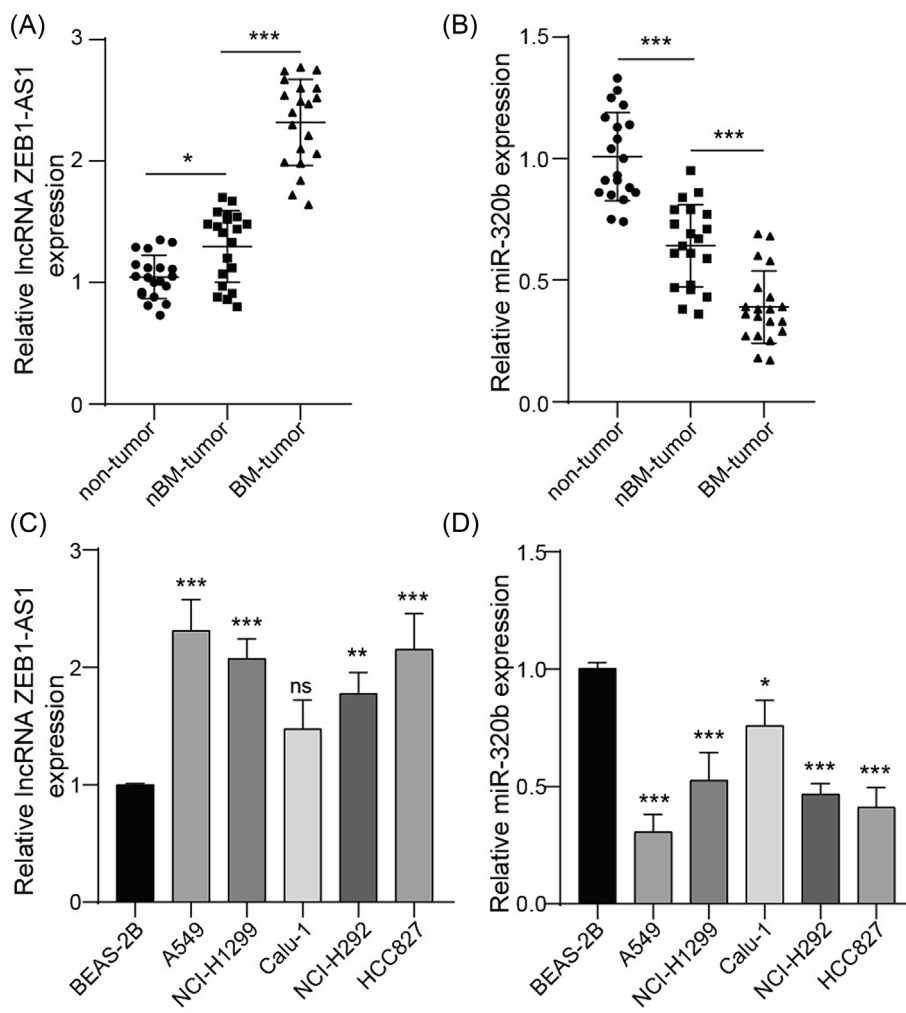 (A)
Relative lncRNA ZEB1-AS1
expression
3
2
1
0
*
***
non-tumor
nBM-tumor
BM-tumor
(B)
Relative miR-320b expression
1.5
1.0
0.5
0.0
***
***
non-tumor
nBM-tumor
BM-tumor
(C)
Relative lncRNA ZEB1-AS1
expression
3
2
1
0
***
***
ns
**
***
BEAS-2B
A549
NCI-H1299
Calu-1
NCI-H292
HCC827
(D)
Relative miR-320b expression
1.5
1.0
0.5
0.0
***
***
*
***
***
BEAS-2B
A549
NCI-H1299
Calu-1
NCI-H292
HCC827